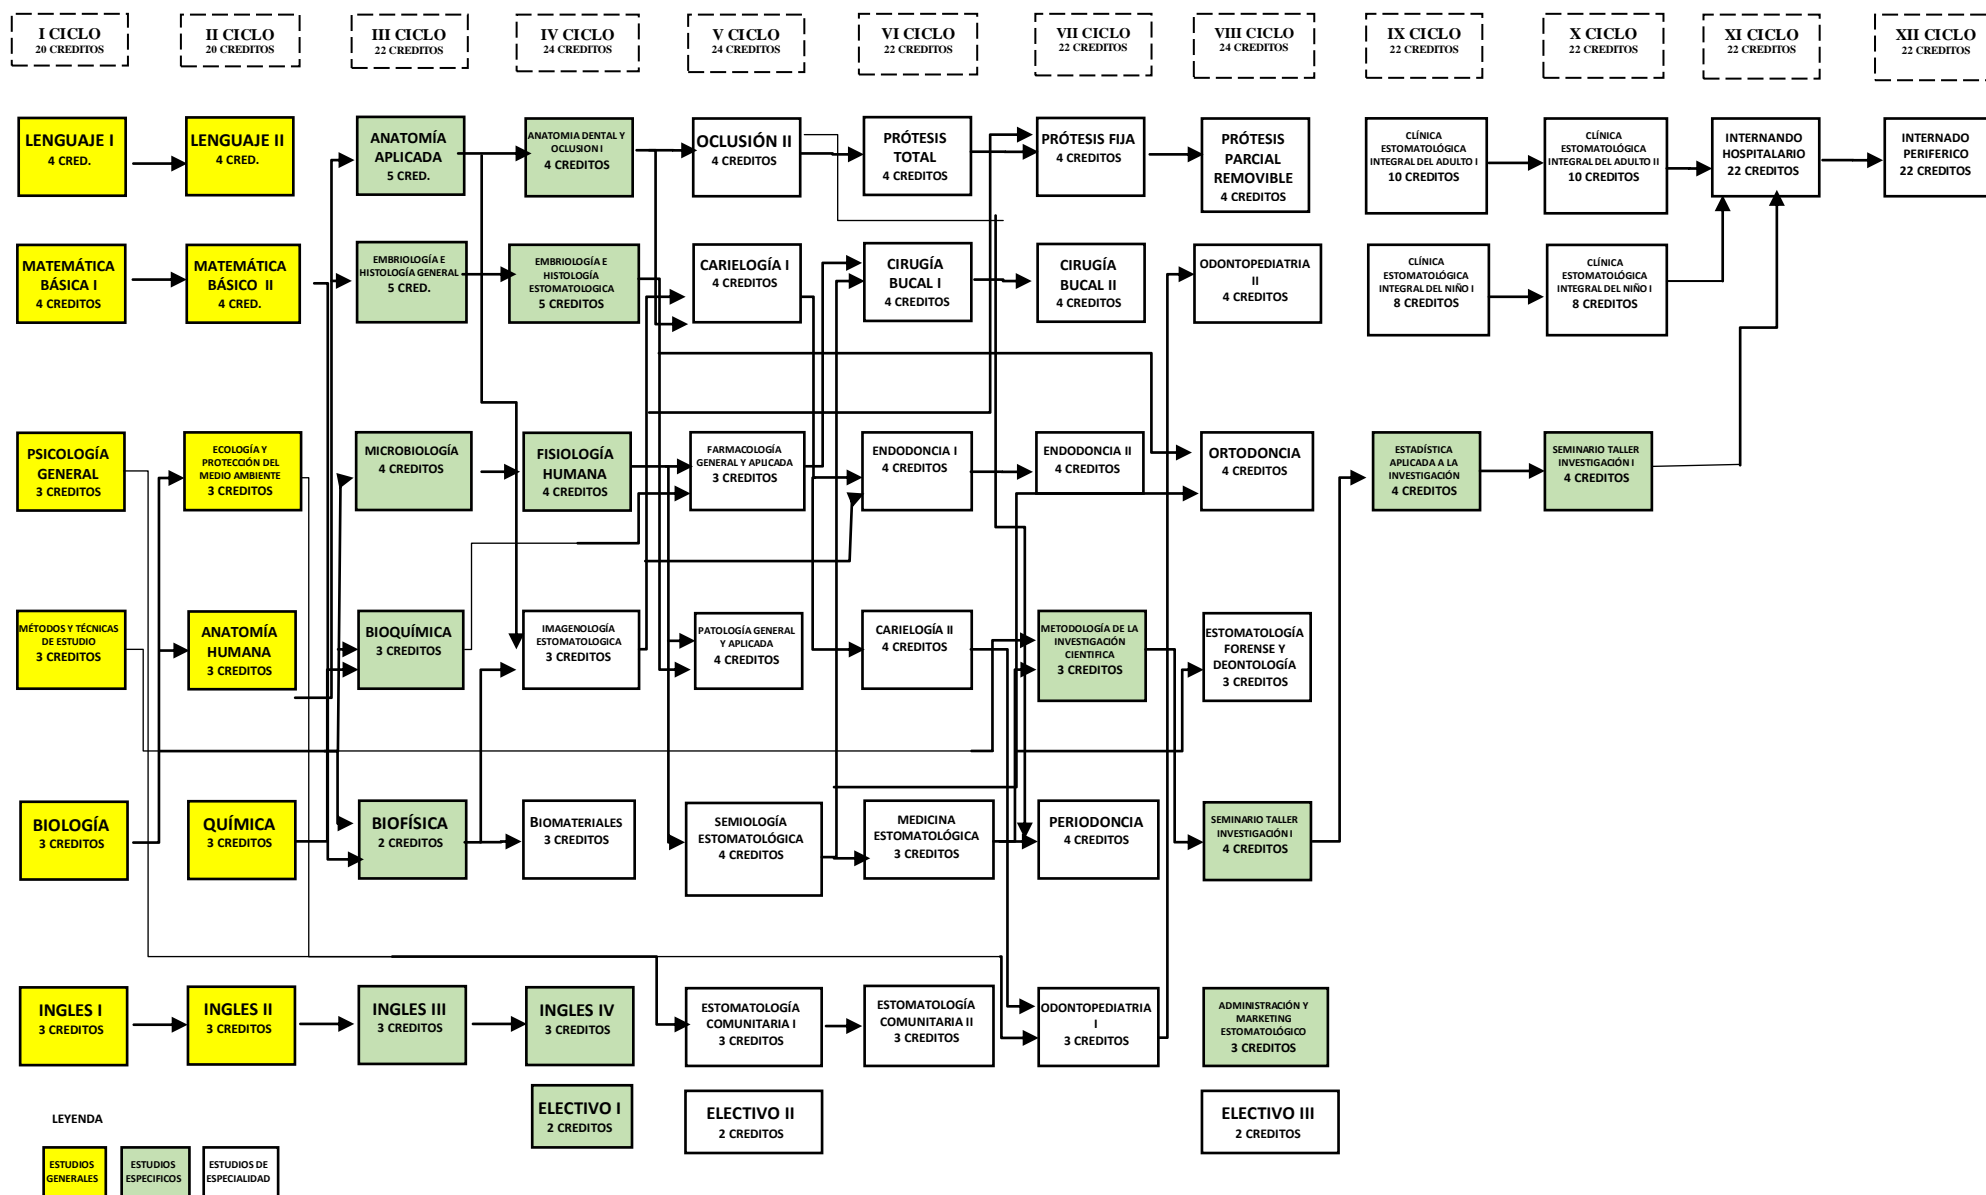 I CICLO
20 CREDITOS
II CICLO
20 CREDITOS
III CICLO
22 CREDITOS
IV CICLO
24 CREDITOS
V CICLO
24 CREDITOS
VI CICLO
22 CREDITOS
VII CICLO
22 CREDITOS
VIII CICLO
24 CREDITOS
IX CICLO
22 CREDITOS
X CICLO
22 CREDITOS
XI CICLO
22 CREDITOS
XII CICLO
22 CREDITOS
LENGUAJE I
4 CRED.
LENGUAJE II
4 CRED.
ANATOMÍA
APLICADA
5 CRED.
ANATOMIA DENTAL Y
OCLUSION I
4 CREDITOS
OCLUSIÓN II
4 CREDITOS
PRÓTESIS
TOTAL
4 CREDITOS
PRÓTESIS FIJA
4 CREDITOS
PRÓTESIS
PARCIAL
REMOVIBLE
4 CREDITOS
CLÍNICA
ESTOMATOLÓGICA
INTEGRAL DEL ADULTO I
10 CREDITOS
CLÍNICA
ESTOMATOLÓGICA
INTEGRAL DEL ADULTO II
10 CREDITOS
INTERNANDO
HOSPITALARIO
22 CREDITOS
INTERNADO
PERIFERICO
22 CREDITOS
MATEMÁTICA
BÁSICA I
4 CREDITOS
MATEMÁTICA
BÁSICO II
4 CRED.
EMBRIOLOGÍA E
HISTOLOGÍA GENERAL
5 CRED.
EMBRIOLOGÍA E
HISTOLOGÍA
ESTOMATOLOGICA
5 CREDITOS
CARIELOGÍA I
4 CREDITOS
CIRUGÍA
BUCAL I
4 CREDITOS
CIRUGÍA
BUCAL II
4 CREDITOS
ODONTOPEDIATRIA
II
4 CREDITOS
CLÍNICA
ESTOMATOLÓGICA
INTEGRAL DEL NIÑO I
8 CREDITOS
CLÍNICA
ESTOMATOLÓGICA
INTEGRAL DEL NIÑO I
8 CREDITOS
PSICOLOGÍA
GENERAL
3 CREDITOS
ECOLOGÍA Y
PROTECCIÓN DEL
MEDIO AMBIENTE
3 CREDITOS
MICROBIOLOGÍA
4 CREDITOS
FISIOLOGÍA
HUMANA
4 CREDITOS
FARMACOLOGÍA
GENERAL Y APLICADA
3 CREDITOS
ENDODONCIA I
4 CREDITOS
ENDODONCIA II
4 CREDITOS
ORTODONCIA
4 CREDITOS
ESTADÍSTICA
APLICADA A LA
INVESTIGACIÓN
4 CREDITOS
SEMINARIO TALLER
INVESTIGACIÓN I
4 CREDITOS
MÉTODOS Y TÉCNICAS
DE ESTUDIO
3 CREDITOS
ANATOMÍA
HUMANA
3 CREDITOS
BIOQUÍMICA
3 CREDITOS
IMAGENOLOGÍA
ESTOMATOLOGICA
3 CREDITOS
PATOLOGÍA GENERAL
Y APLICADA
4 CREDITOS
CARIELOGÍA II
4 CREDITOS
METODOLOGÍA DE LA
INVESTIGACIÓN
CIENTIFICA
3 CREDITOS
ESTOMATOLOGÍA
FORENSE Y
DEONTOLOGÍA
3 CREDITOS
BIOLOGÍA
3 CREDITOS
QUÍMICA
3 CREDITOS
BIOFÍSICA
2 CREDITOS
BIOMATERIALES
3 CREDITOS
SEMIOLOGÍA
ESTOMATOLÓGICA
4 CREDITOS
MEDICINA
ESTOMATOLÓGICA
3 CREDITOS
PERIODONCIA
4 CREDITOS
SEMINARIO TALLER
INVESTIGACIÓN I
4 CREDITOS
INGLES I
3 CREDITOS
INGLES II
3 CREDITOS
INGLES III
3 CREDITOS
INGLES IV
3 CREDITOS
ESTOMATOLOGÍA
COMUNITARIA I
3 CREDITOS
ESTOMATOLOGÍA
COMUNITARIA II
3 CREDITOS
ODONTOPEDIATRIA
I
3 CREDITOS
ADMINISTRACIÓN Y
MARKETING
ESTOMATOLÓGICO
3 CREDITOS
ELECTIVO I
2 CREDITOS
ELECTIVO II
2 CREDITOS
ELECTIVO III
2 CREDITOS
LEYENDA
ESTUDIOS
GENERALES
ESTUDIOS
ESPECIFICOS
ESTUDIOS DE
ESPECIALIDAD